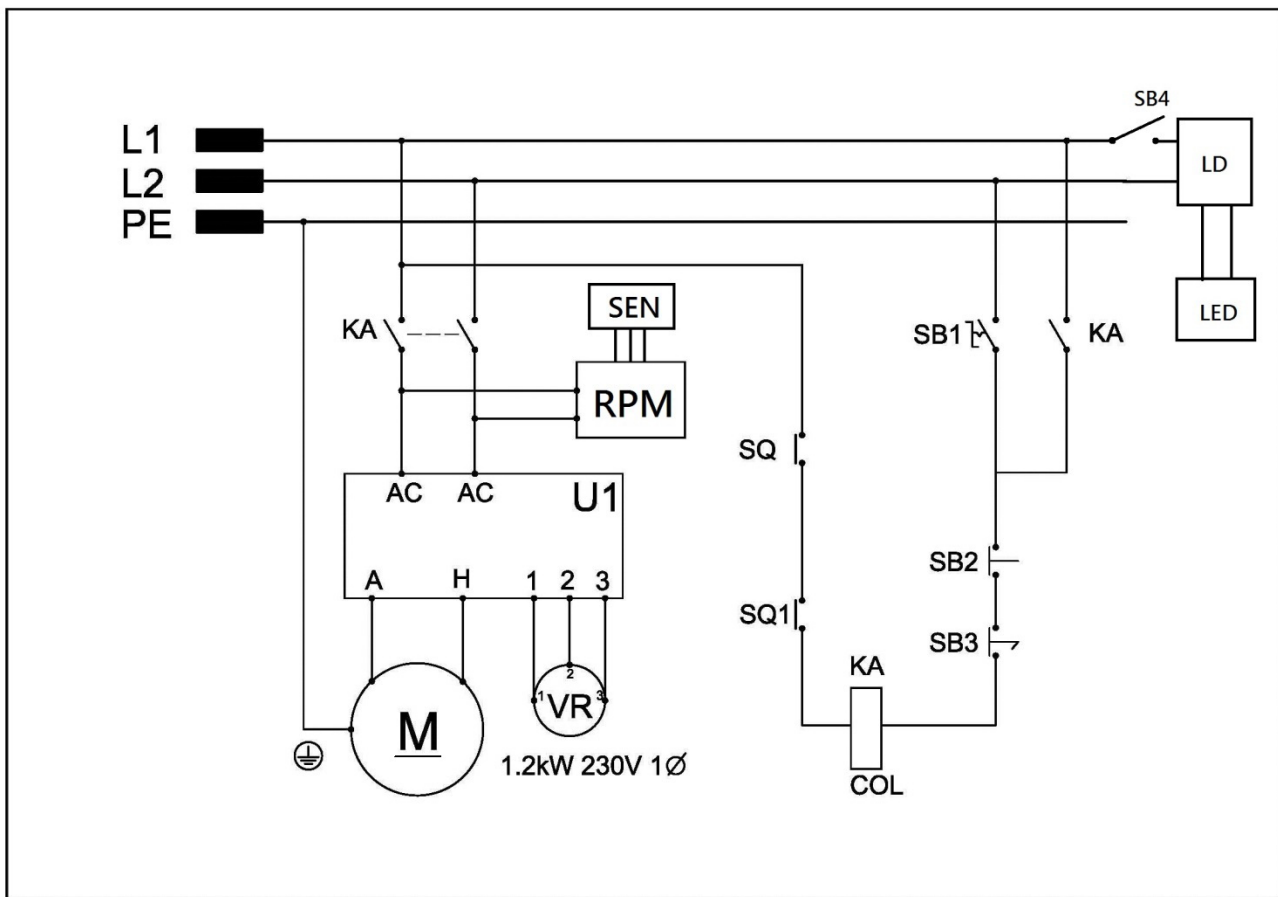 SB4
L1
LD
L2
PE
SEN
LED
KA
SB1
KA
RPM
SQ
AC AC U1
SB2
A H 1 2 3
SQ1
SB3
2
KA
1 VR 3
M
1.2kW 230V 1Ø
COL